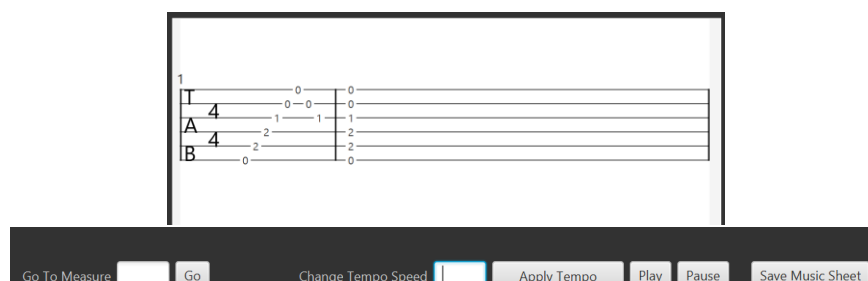 1
T 0 0
4 0 0 0
A 1 1 1
4 2 2
B 2 2
0 0
Go To Measure Go Change Tempo Speed Apply Tempo Play Pause Save Music Sheet